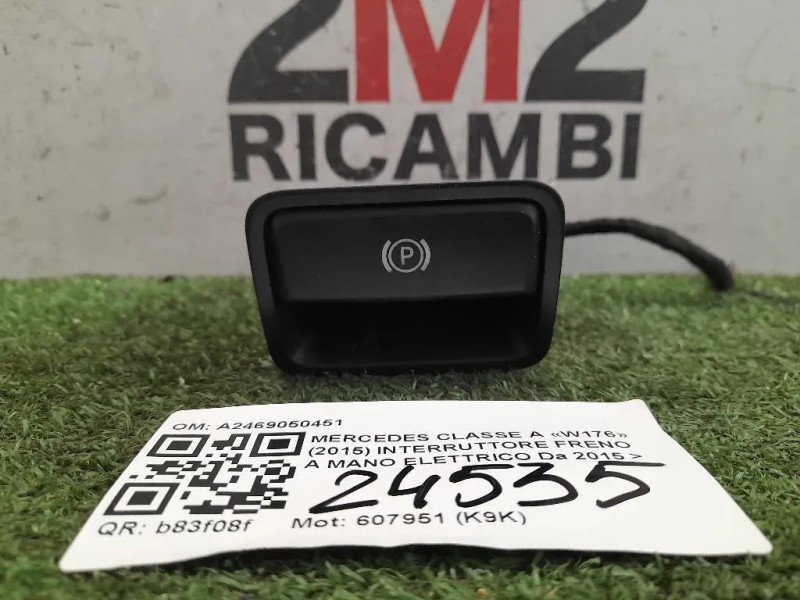 2M2
RICAMBI
P
OM: A2469050451
MERCEDES CLASSE A «W176»
(2015) INTERRUTTORE FRENO
A MANO ELETTRICO Da 2015 >
24535
QR: b83f08f Mot: 607951 (K9K)